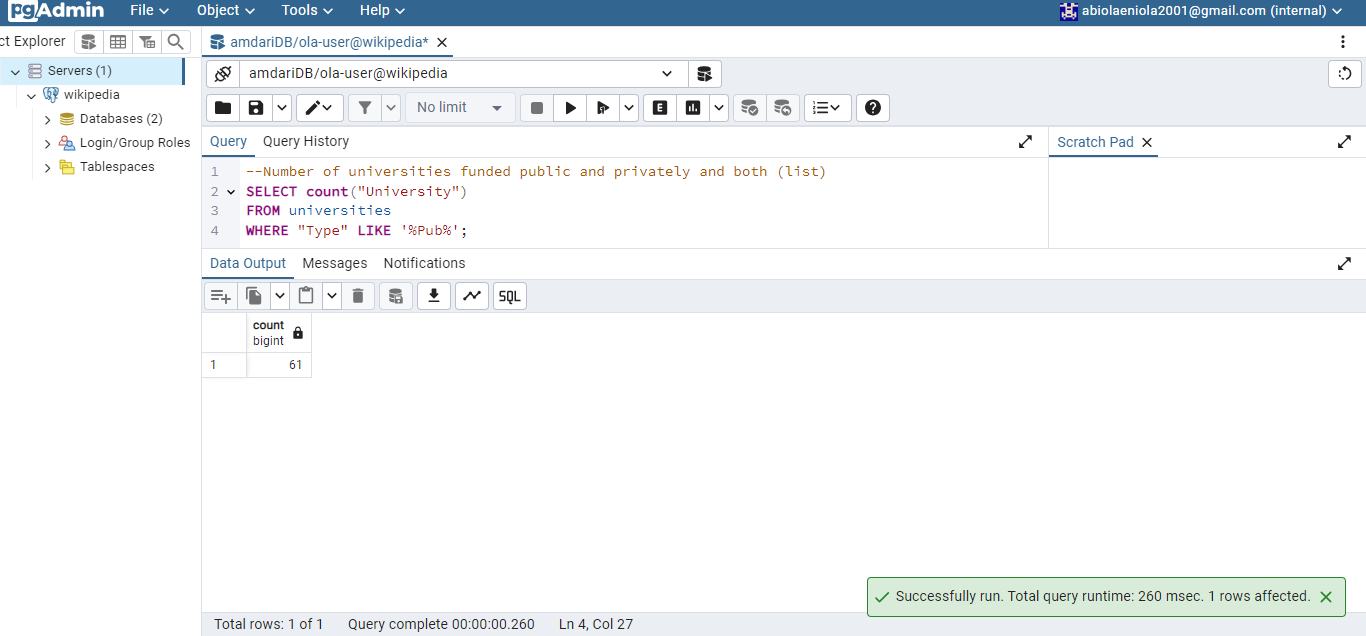 pgAdmin File Object Tools Help abiolaeniola2001@gmail.com (internal)
ct Explorer
amdariDB/ola-user@wikipedia*
Servers (1)
wikipedia
Databases (2)
Login/Group Roles
Tablespaces
amdariDB/ola-user@wikipedia
No limit
E
Query Query History
Scratch Pad
1 --Number of universities funded public and privately and both (list)
2 SELECT count("University")
3 FROM universities
4 WHERE "Type" LIKE '%Pub%';
Data Output Messages Notifications
SQL
count
bigint
1 61
Successfully run. Total query runtime: 260 msec. 1 rows affected.
Total rows: 1 of 1 Query complete 00:00:00.260 Ln 4, Col 27